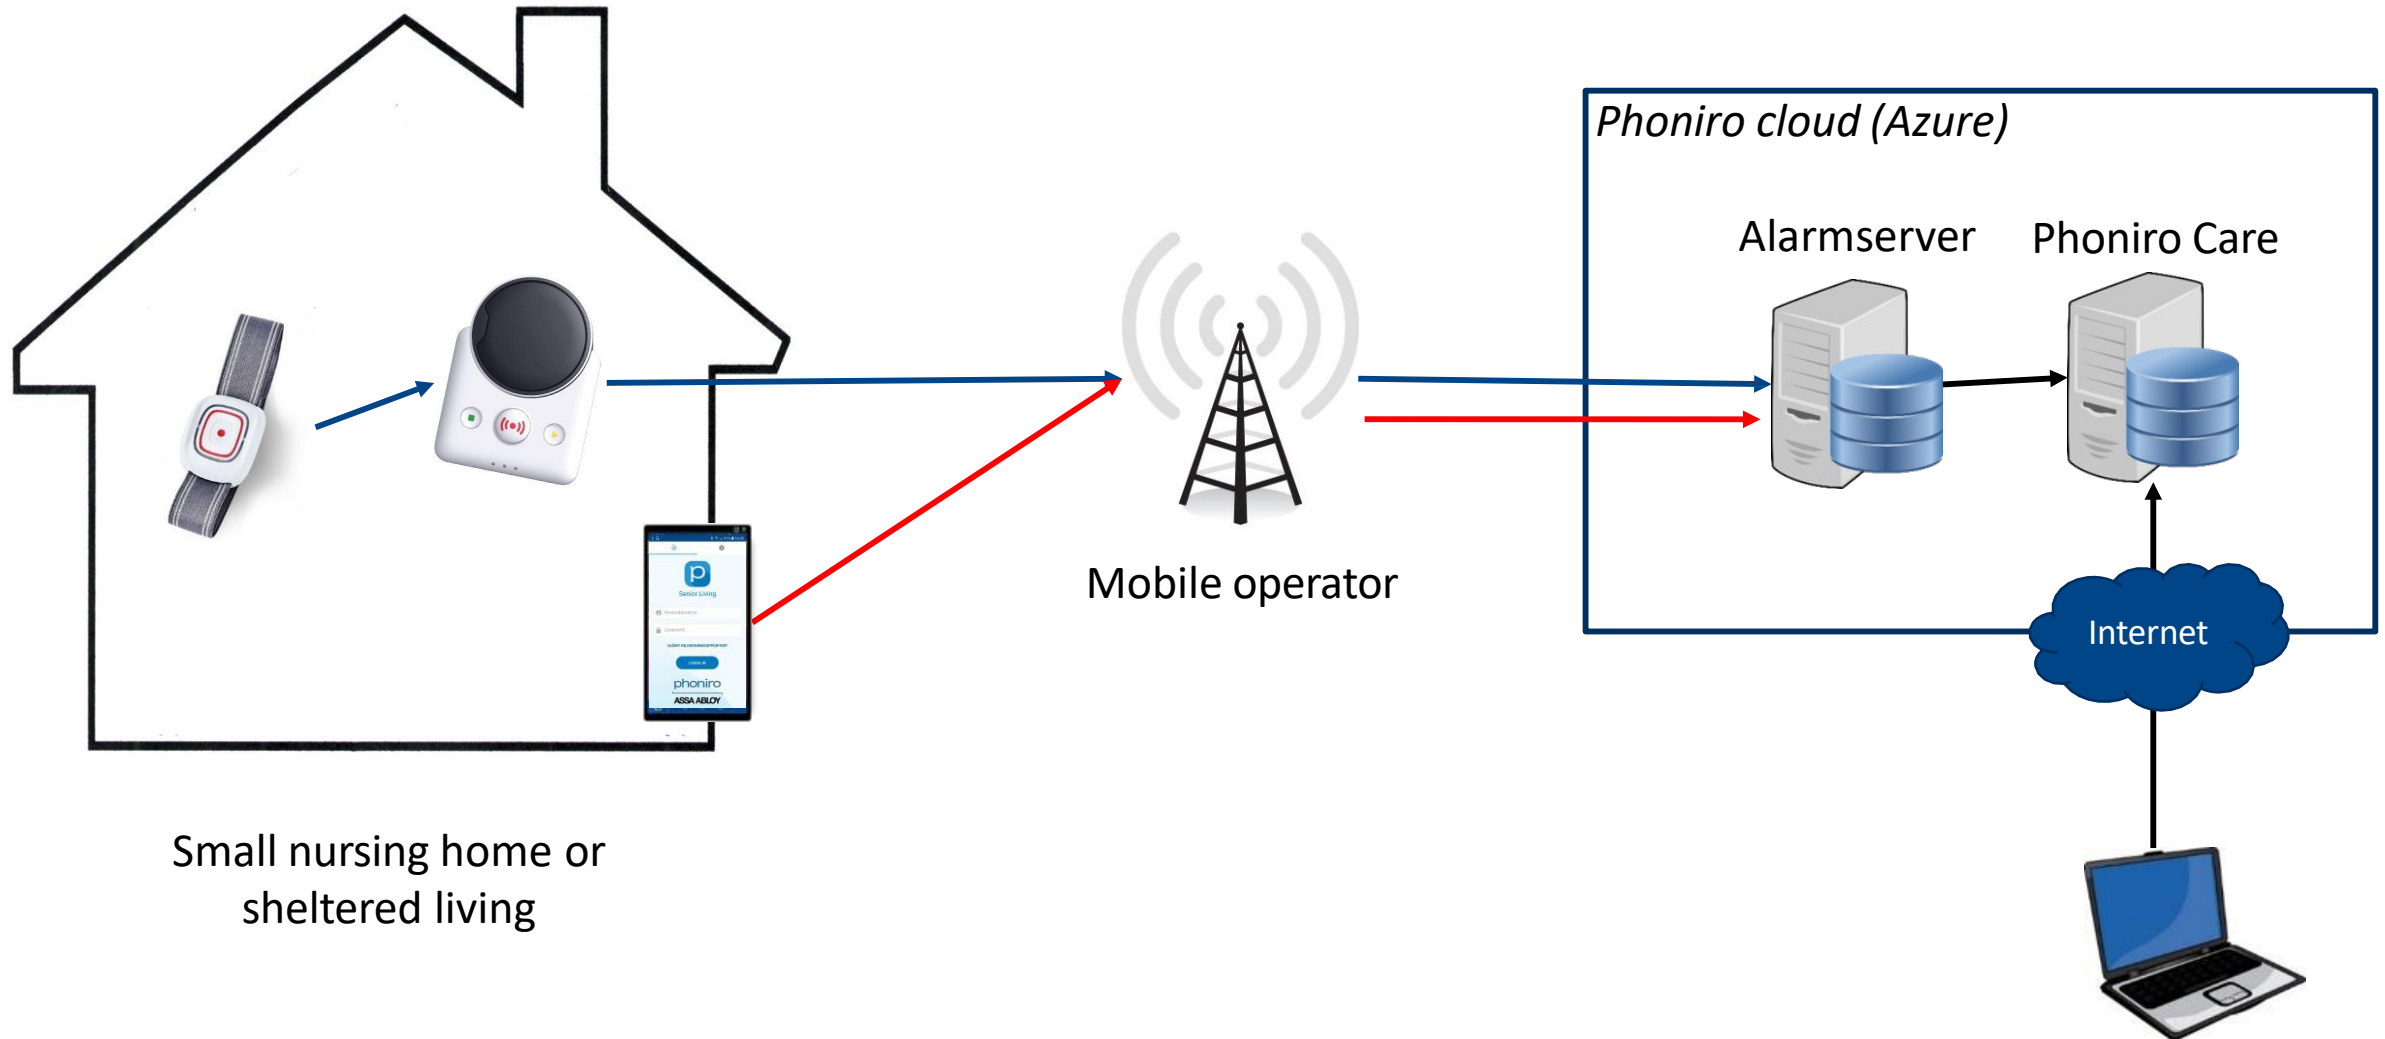 Phoniro cloud (Azure)
Alarmserver
Phoniro Care
Senior Living
phoniro
ASSA ABLOY
Mobile operator
Internet
Small nursing home or
sheltered living